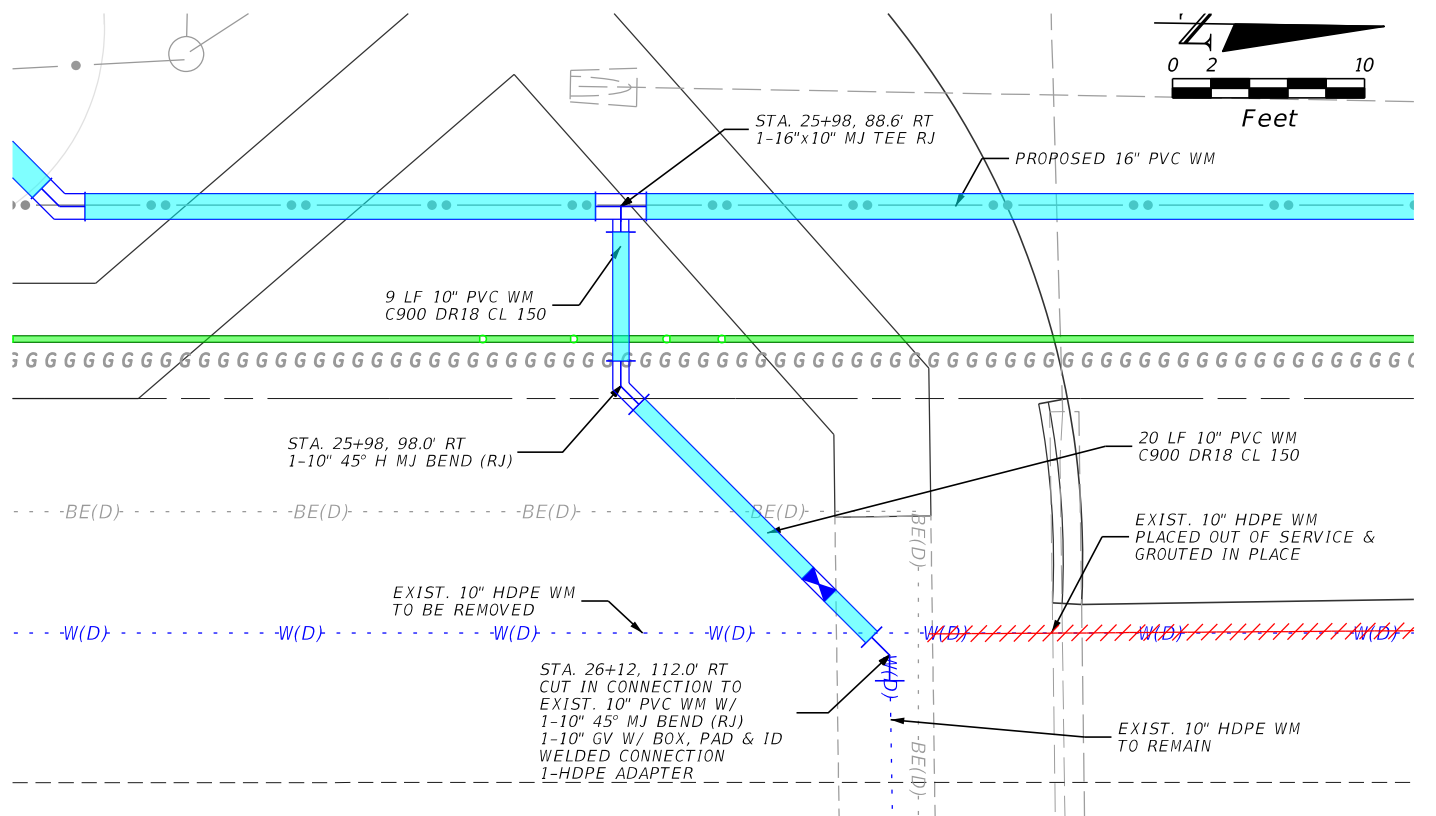 Z
0 2 10
Feet
STA. 25+98, 88.6' RT
1-16"x10" MJ TEE RJ
PROPOSED 16" PVC WM
9 LF 10" PVC WM
C900 DR18 CL 150
G G G G G G G G G G G G G G G G G G G G G G G G G G G G G G G G G G G G G G G G G G G G G G G G G G G G G G G G G G
STA. 25+98, 98.0' RT
1-10" 45° H MJ BEND (RJ)
20 LF 10" PVC WM
C900 DR18 CL 150
BE(D) BE(D) BE(D) BE(D)
BE(D)
EXIST. 10" HDPE WM
PLACED OUT OF SERVICE &
GROUTED IN PLACE
EXIST. 10" HDPE WM
TO BE REMOVED
W(D) W(D) W(D) W(D) W(D) W(D) W(D)
W(D)
STA. 26+12, 112.0' RT
CUT IN CONNECTION TO
EXIST. 10" PVC WM W/
1-10" 45° MJ BEND (RJ)
1-10" GV W/ BOX, PAD & ID
WELDED CONNECTION
1-HDPE ADAPTER
EXIST. 10" HDPE WM
TO REMAIN
BE(D)